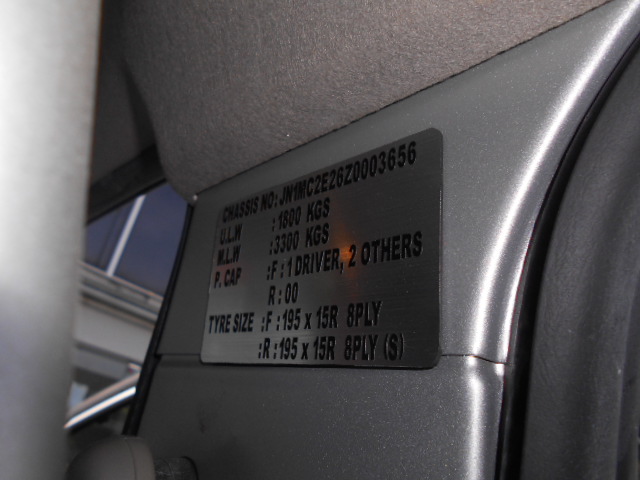 CHASSIS NO: JN1MC2E26Z0003656
U.L.W : 1800 KGS
M.L.W : 3300 KGS
P. CAP : F : 1 DRIVER, 2 OTHERS
R : 00
TYRE SIZE : F : 195 x 15R 8PLY
: R : 195 x 15R 8PLY (S)